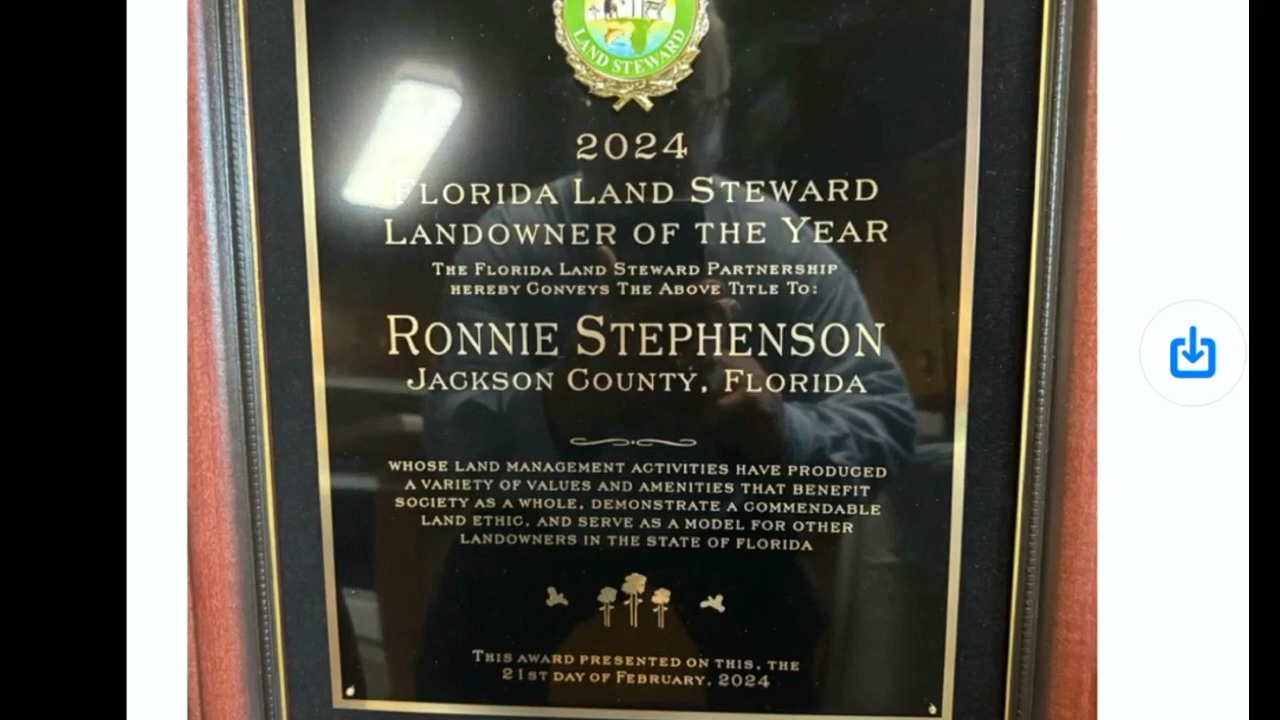 LAND STEWARD
2024
FLORIDA LAND STEWARD
LANDOWNER OF THE YEAR
THE FLORIDA LAND STEWARD PARTNERSHIP
HEREBY CONVEYS THE ABOVE TITLE TO:
RONNIE STEPHENSON
JACKSON COUNTY, FLORIDA
WHOSE LAND MANAGEMENT ACTIVITIES HAVE PRODUCED
A VARIETY OF VALUES AND AMENITIES THAT BENEFIT
SOCIETY AS A WHOLE, DEMONSTRATE A COMMENDABLE
LAND ETHIC, AND SERVE AS A MODEL FOR OTHER
LANDOWNERS IN THE STATE OF FLORIDA
THIS AWARD PRESENTED ON THIS, THE
21ST DAY OF FEBRUARY, 2024